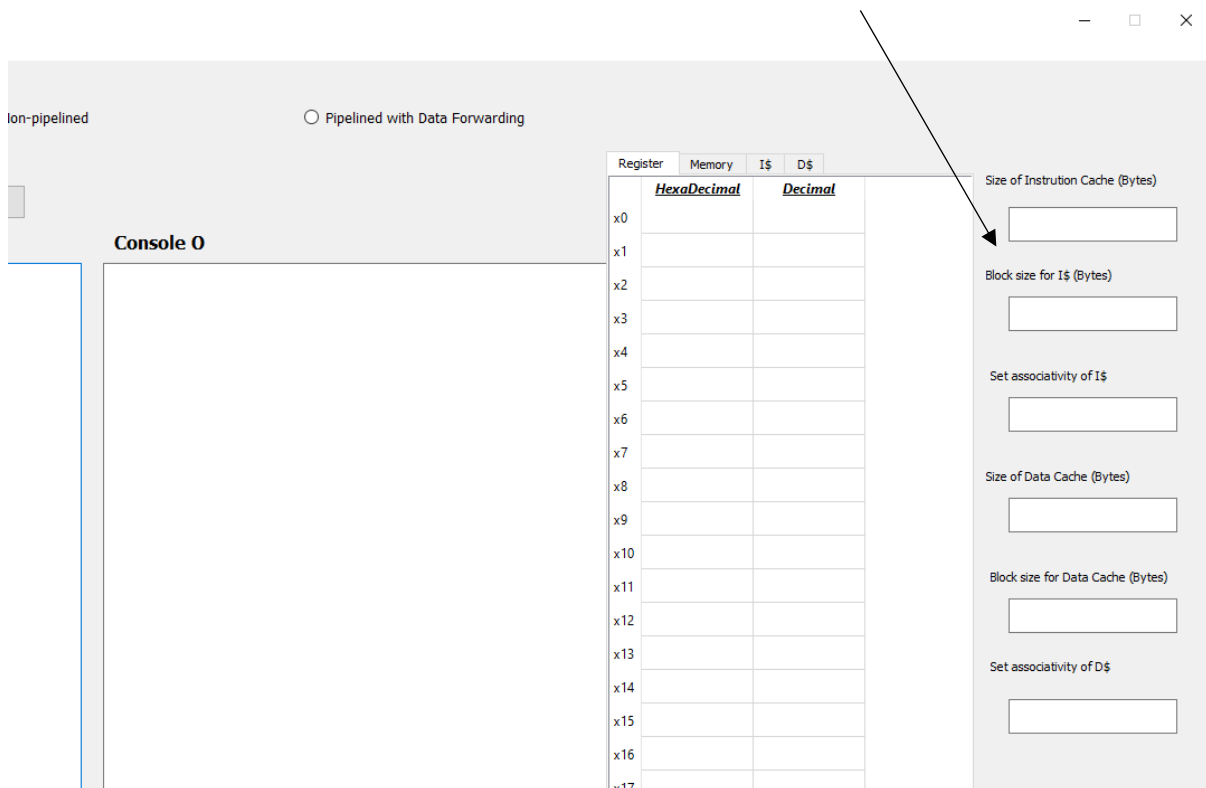 Pipelined with Data Forwarding
Register Memory I$ D$
HexaDecimal Decimal
Size of Instrution Cache (Bytes)
x0
Console O
x1
Block size for I$ (Bytes)
x2
x3
x4
Set associativity of I$
x5
x6
x7
Size of Data Cache (Bytes)
x8
x9
x10
Block size for Data Cache (Bytes)
x11
x12
x13
Set associativity of D$
x14
x15
x16
x17